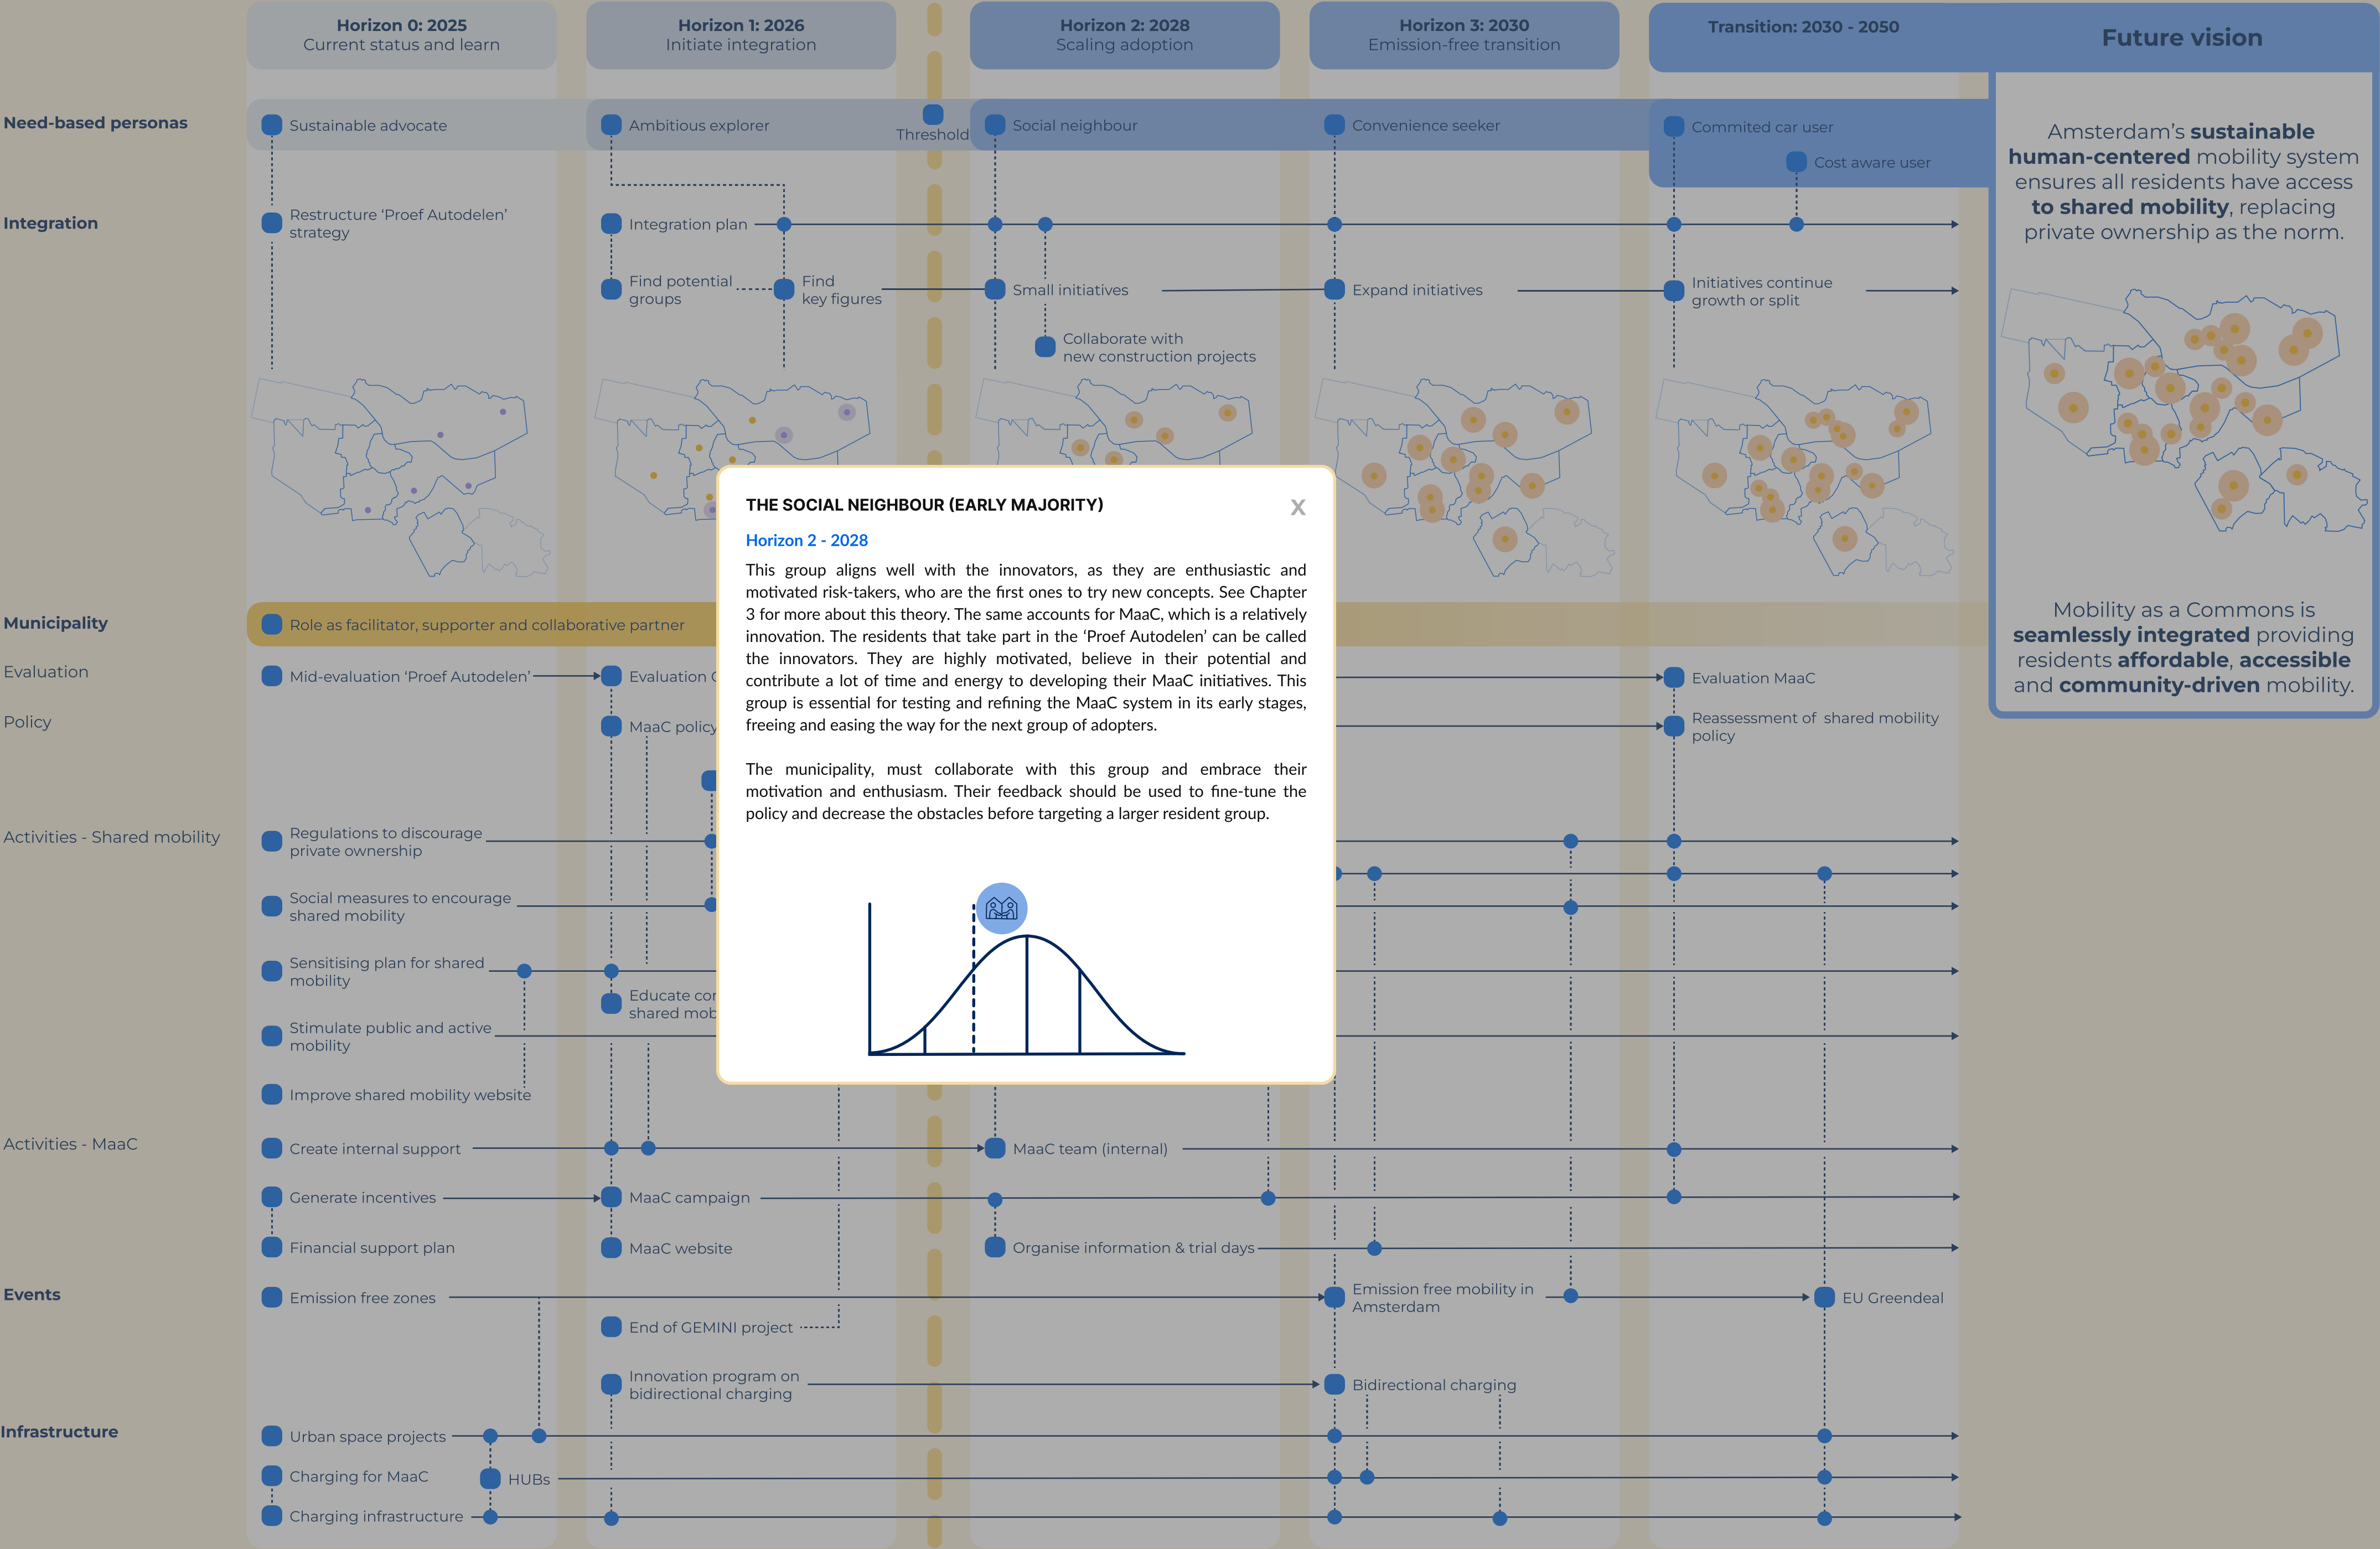 Horizon 0: 2025
Current status and learn
Horizon 1: 2026
Initiate integration
Horizon 2: 2028
Scaling adoption
Horizon 3: 2030
Emission-free transition
Transition: 2030 - 2050
Future vision
Need-based personas
Sustainable advocate
Ambitious explorer
Threshold
Social neighbour
Convenience seeker
Commited car user
Cost aware user
Amsterdam's sustainable
human-centered mobility system
ensures all residents have access
to shared mobility, replacing
private ownership as the norm.
Integration
Restructure ‘Proef Autodelen’
strategy
Integration plan
Find potential
groups
Find
key figures
Small initiatives
Expand initiatives
Initiatives continue
growth or split
Collaborate with
new construction projects
THE SOCIAL NEIGHBOUR (EARLY MAJORITY)
X
Horizon 2 - 2028
This group aligns well with the innovators, as they are enthusiastic and
motivated risk-takers, who are the first ones to try new concepts. See Chapter
3 for more about this theory. The same accounts for MaaC, which is a relatively
innovation. The residents that take part in the ‘Proef Autodelen’ can be called
the innovators. They are highly motivated, believe in their potential and
contribute a lot of time and energy to developing their MaaC initiatives. This
group is essential for testing and refining the MaaC system in its early stages,
freeing and easing the way for the next group of adopters.
The municipality, must collaborate with this group and embrace their
motivation and enthusiasm. Their feedback should be used to fine-tune the
policy and decrease the obstacles before targeting a larger resident group.
Mobility as a Commons is
seamlessly integrated providing
residents affordable, accessible
and community-driven mobility.
Municipality
Role as facilitator, supporter and collaborative partner
Evaluation
Mid-evaluation ‘Proef Autodelen’
Evaluation
Evaluation MaaC
Policy
MaaC policy
Reassessment of shared mobility
policy
Activities - Shared mobility
Regulations to discourage
private ownership
Social measures to encourage
shared mobility
Sensitising plan for shared
mobility
Educate
shared
Stimulate public and active
mobility
Improve shared mobility website
Activities - MaaC
Create internal support
MaaC team (internal)
Generate incentives
MaaC campaign
Financial support plan
MaaC website
Organise information & trial days
Events
Emission free zones
Emission free mobility in
Amsterdam
EU Greendeal
End of GEMINI project
Innovation program on
bidirectional charging
Bidirectional charging
Infrastructure
Urban space projects
Charging for MaaC
HUBs
Charging infrastructure